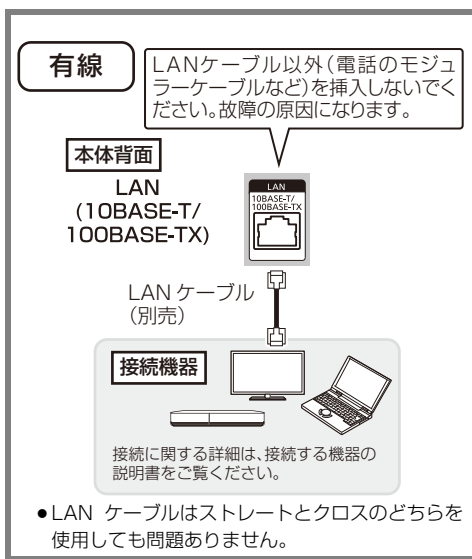 有線
LANケーブル以外(電話のモジュ
ラーケーブルなど)を挿入しないでく
ださい。故障の原因になります。
本体背面
LAN
(10BASE-T/
100BASE-TX)
LAN
10BASE-T/
100BASE-TX
LAN ケーブル
(別売)
接続機器
接続に関する詳細は、接続する機器の
説明書をご覧ください。
●LAN ケーブルはストレートとクロスのどちらを
使用しても問題ありません。